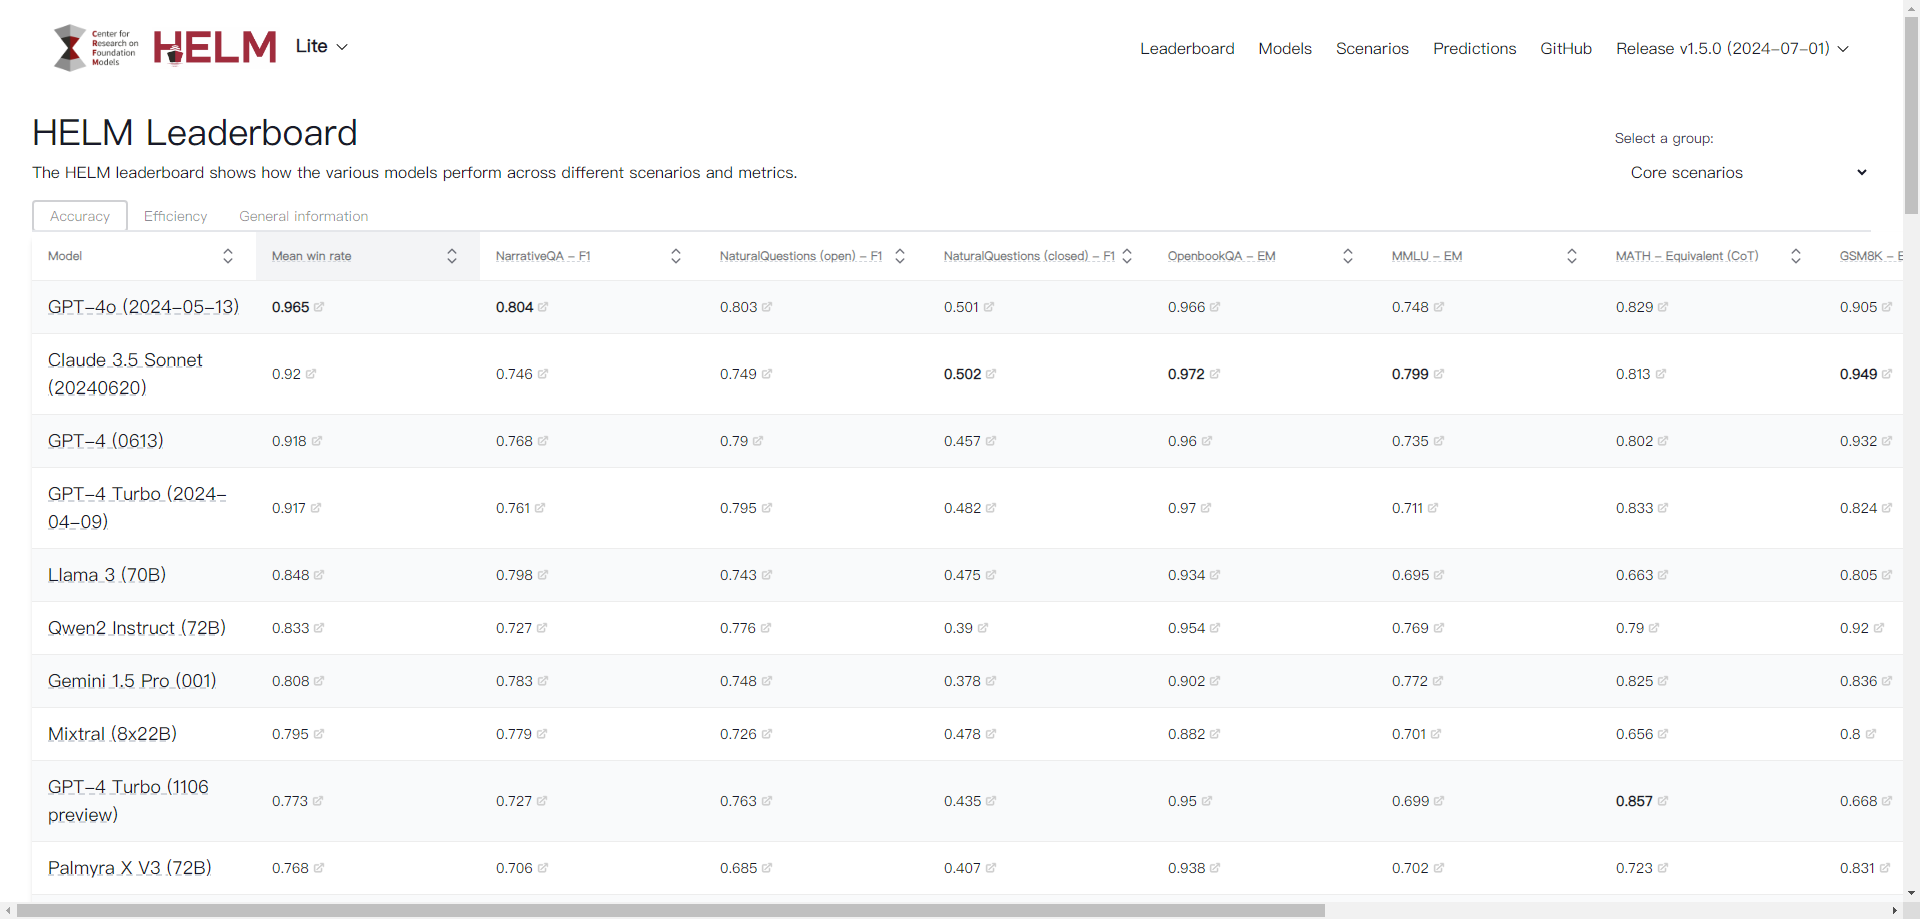 Center for
Research on
Foundation
Models
HELM
Lite
Leaderboard Models Scenarios Predictions GitHub Release v1.5.0 (2024-07-01)
HELM Leaderboard
Select a group:
The HELM leaderboard shows how the various models perform across different scenarios and metrics.
Core scenarios
Accuracy Efficiency General information
Model Mean win rate NarrativeQA - F1 NaturalQuestions (open) - F1 NaturalQuestions (closed) - F1 OpenbookQA - EM MMLU - EM MATH - Equivalent (CoT) GSM8K - E
GPT-4o (2024-05-13) 0.965 0.804 0.803 0.501 0.966 0.748 0.829 0.905
Claude 3.5 Sonnet
(20240620) 0.92 0.746 0.749 0.502 0.972 0.799 0.813 0.949
GPT-4 (0613) 0.918 0.768 0.79 0.457 0.96 0.735 0.802 0.932
GPT-4 Turbo (2024-
04-09) 0.917 0.761 0.795 0.482 0.97 0.711 0.833 0.824
Llama 3 (70B) 0.848 0.798 0.743 0.475 0.934 0.695 0.663 0.805
Qwen2 Instruct (72B) 0.833 0.727 0.776 0.39 0.954 0.769 0.79 0.92
Gemini 1.5 Pro (001) 0.808 0.783 0.748 0.378 0.902 0.772 0.825 0.836
Mixtral (8x22B) 0.795 0.779 0.726 0.478 0.882 0.701 0.656 0.8
GPT-4 Turbo (1106
preview) 0.773 0.727 0.763 0.435 0.95 0.699 0.857 0.668
Palmyra X V3 (72B) 0.768 0.706 0.685 0.407 0.938 0.702 0.723 0.831